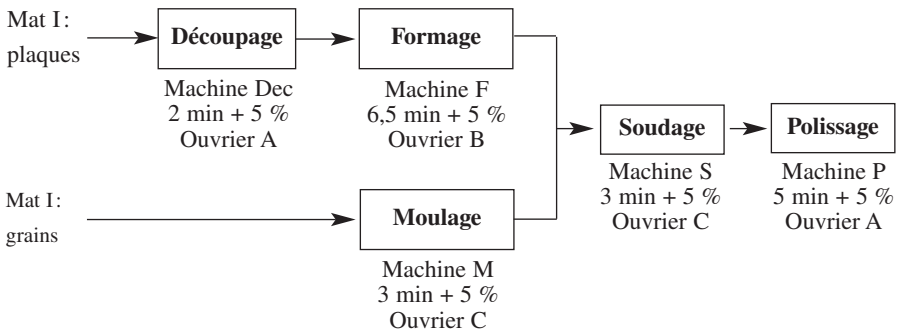 Mat I :
plaques
Découpage
Machine Dec
2 min + 5 %
Ouvrier A
Formage
Machine F
6,5 min + 5 %
Ouvrier B
Mat I :
grains
Moulage
Machine M
3 min + 5 %
Ouvrier C
Soudage
Machine S
3 min + 5 %
Ouvrier C
Polissage
Machine P
5 min + 5 %
Ouvrier A